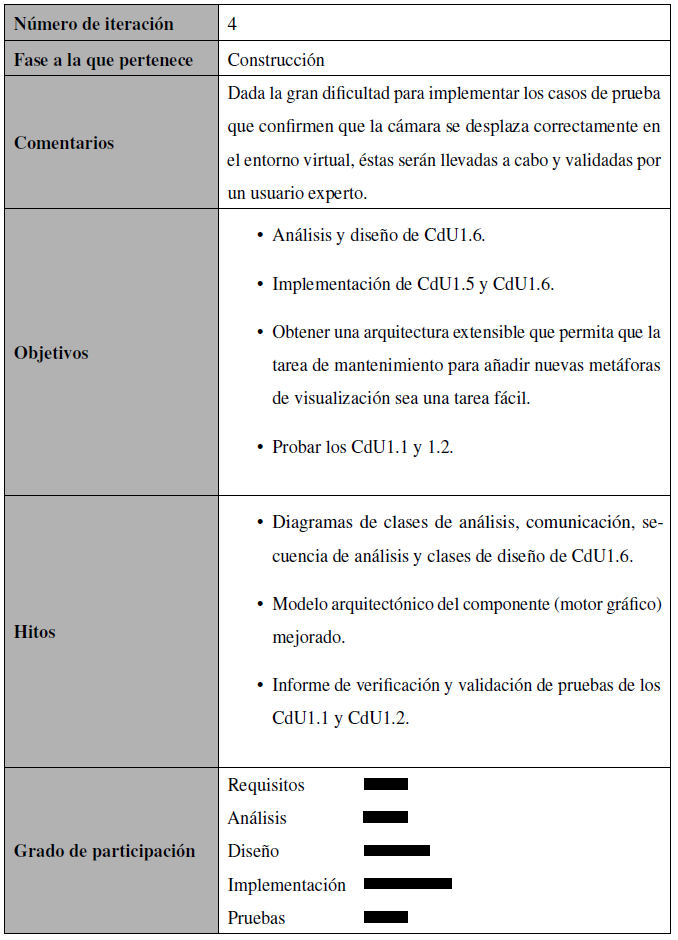 Número de iteración
4
Fase a la que pertenece
Construcción
Comentarios
Dada la gran dificultad para implementar los casos de prueba
que confirmen que la cámara se desplaza correctamente en
el entorno virtual, éstas serán llevadas a cabo y validadas por
un usuario experto.
Objetivos
• Análisis y diseño de CdU1.6.
• Implementación de CdU1.5 y CdU1.6.
• Obtener una arquitectura extensible que permita que la
tarea de mantenimiento para añadir nuevas metáforas
de visualización sea una tarea fácil.
• Probar los CdU1.1 y 1.2.
Hitos
• Diagramas de clases de análisis, comunicación, se-
cuencia de análisis y clases de diseño de CdU1.6.
• Modelo arquitectónico del componente (motor gráfico)
mejorado.
• Informe de verificación y validación de pruebas de los
CdU1.1 y CdU1.2.
Grado de participación
Requisitos
Análisis
Diseño
Implementación
Pruebas